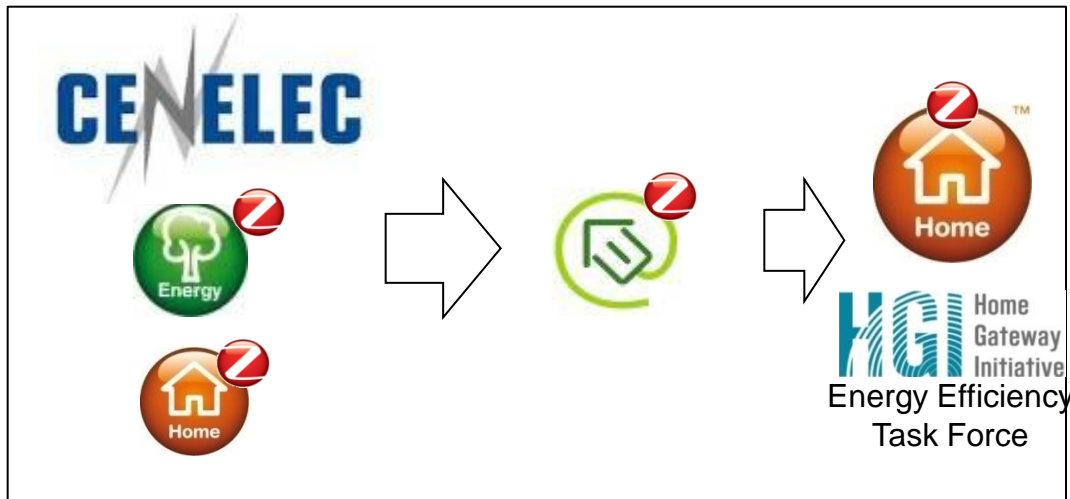 CENELEC
Energy
Home
Home
TM
HGI Home
Gateway
Initiative
Energy Efficiency
Task Force